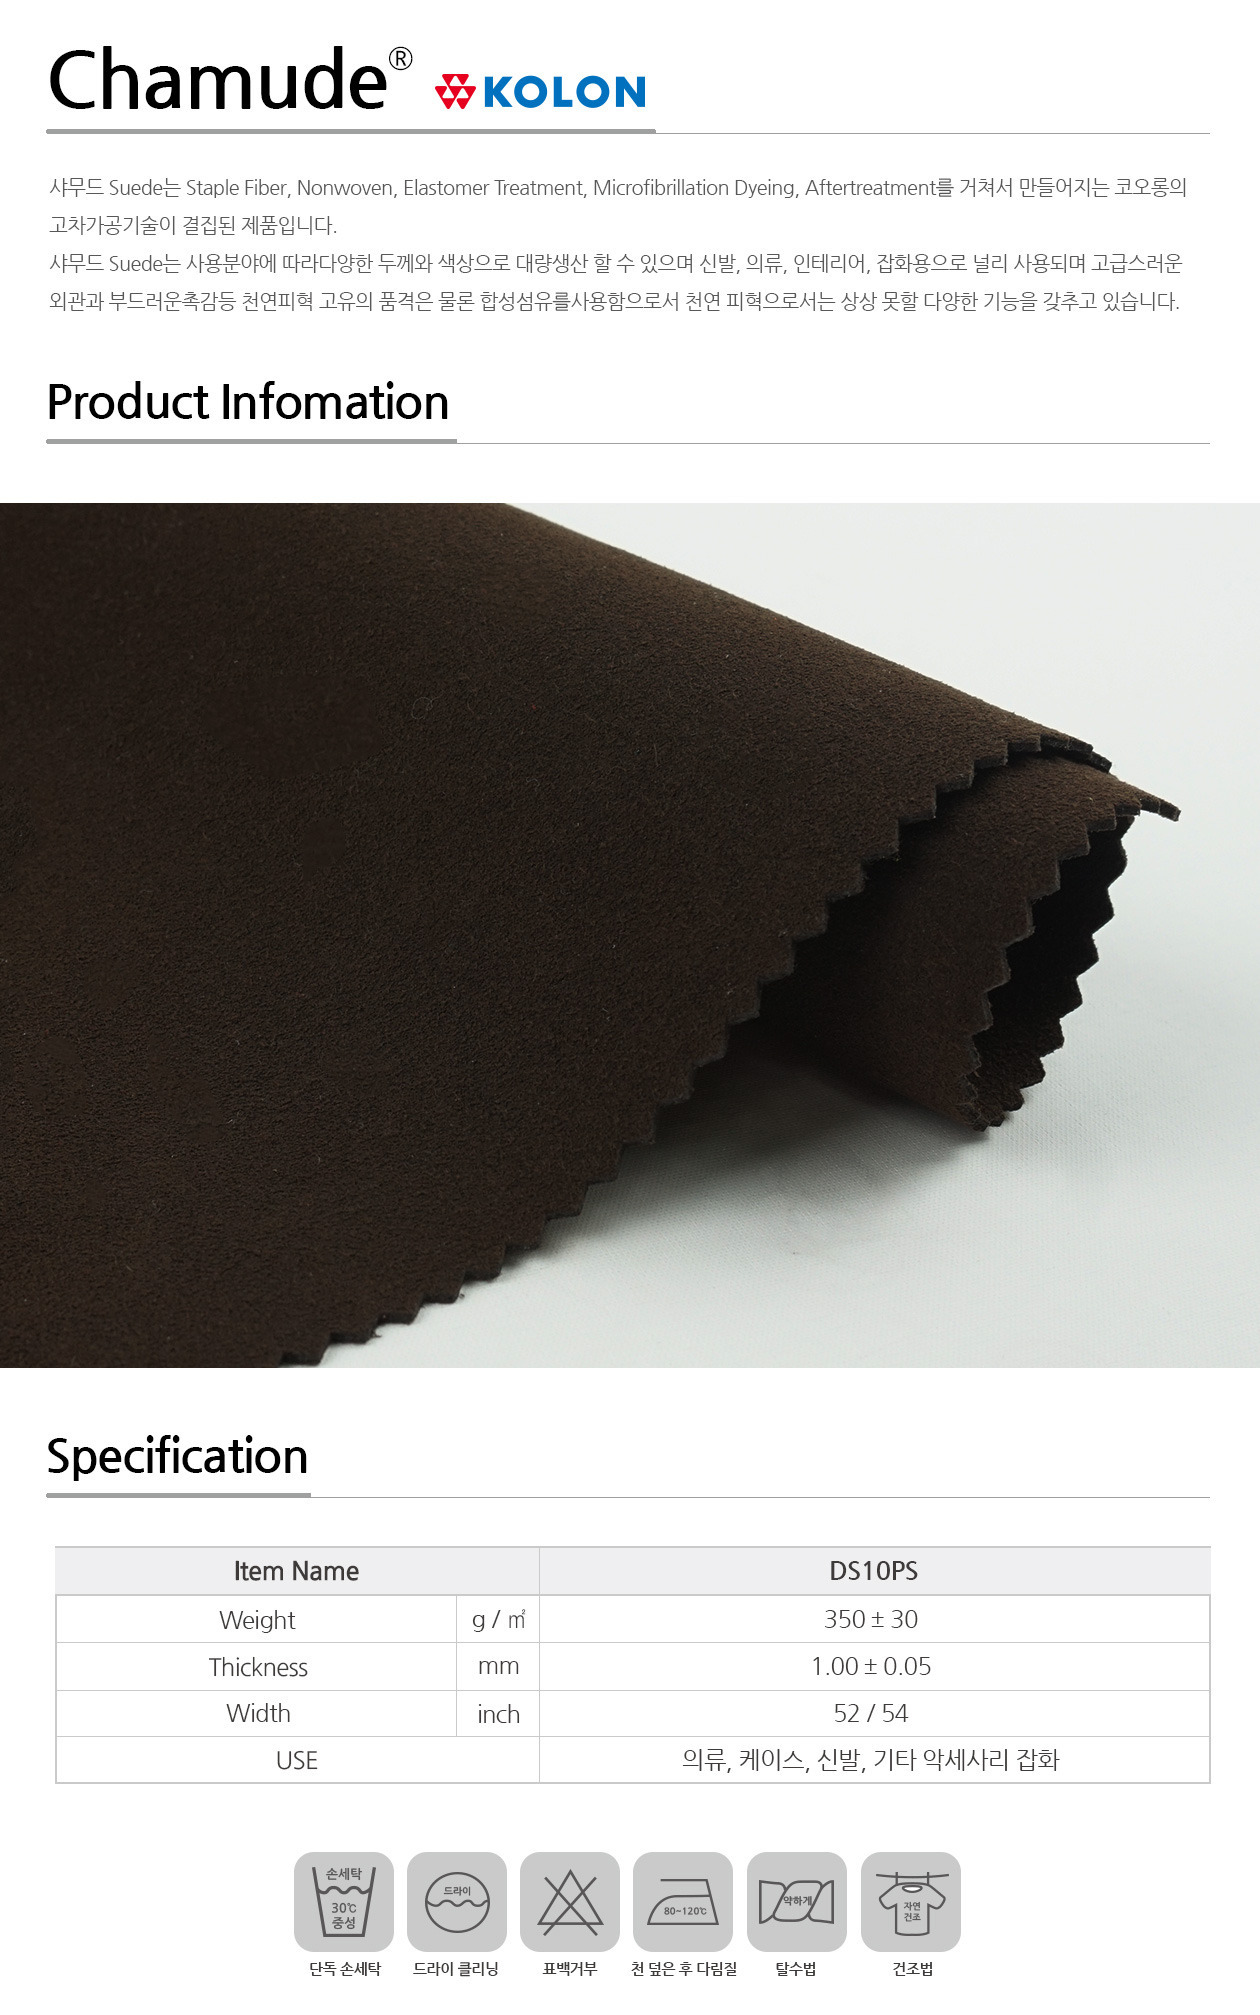 Chamude® KOLON
샤무드 Suede는 Staple Fiber, Nonwoven, Elastomer Treatment, Microfibrillation Dyeing, Aftertreatment를 거쳐서 만들어지는 코오롱의
고차가공기술이 결집된 제품입니다.
샤무드 Suede는 사용분야에 따라다양한 두께와 색상으로 대량생산 할 수 있으며 신발, 의류, 인테리어, 잡화용으로 널리 사용되며 고급스러운
외관과 부드러운촉감등 천연피혁 고유의 품격은 물론 합성섬유를사용함으로서 천연 피혁으로서는 상상 못할 다양한 기능을 갖추고 있습니다.
Product Infomation
Specification
Item Name DS10PS
Weight g / ㎡ 350 ± 30
Thickness mm 1.00 ± 0.05
Width inch 52 / 54
USE 의류, 케이스, 신발, 기타 악세사리 잡화
손세탁
30℃
중성
드라이
80~120℃
약하게
자연
건조
단독 손세탁 드라이 클리닝 표백거부 천 덮은 후 다림질 탈수법 건조법